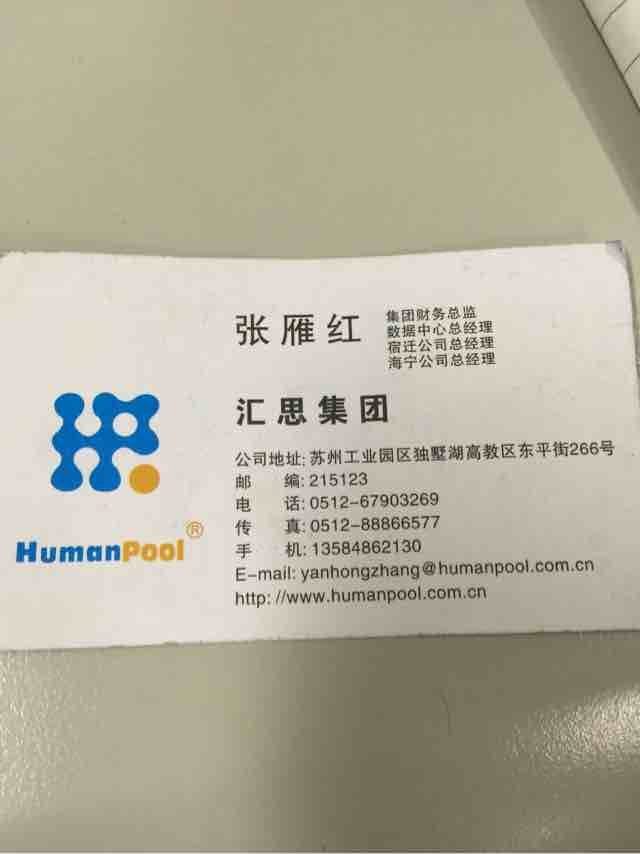 张雁红
集团财务总监
数据中心总经理
宿迁公司总经理
海宁公司总经理
汇思集团
公司地址: 苏州工业园区独墅湖高教区东平街266号
邮 编: 215123
电 话: 0512-67903269
传 真: 0512-88866577
手 机: 13584862130
E-mail: yanhongzhang@humanpool.com.cn
http: //www.humanpool.com.cn
HumanPool®